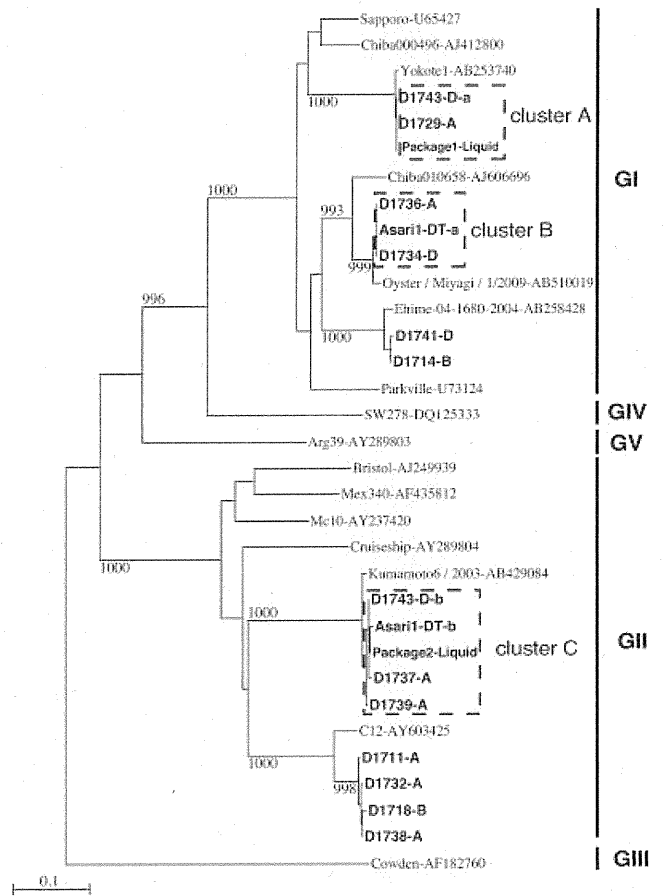 Sapporo-U65427
Chiba000496-AJ412800
Yokote1-AB253740
1000
D1743-D-a
D1729-A
cluster A
Package1-Liquid
GI
Chiba010658-AJ606696
1000
993
D1736-A
Asari1-DT-a
cluster B
D1734-D
999
Oyster / Miyagi / 1/2009-AB510019
996
Ehime-04-1680-2004-AB258428
1000
D1741-D
D1714-B
Parkville-U73124
SW278-DQ125333
GIV
Arg39-AY289803
GV
Bristol-AJ249939
Mex340-AF435812
Mc10-AY237420
Cruiseship-AY289804
1000
Kumamoto6 / 2003-AB429084
D1743-D-b
1000
Asari1-DT-b
GII
Package2-Liquid
cluster C
D1737-A
D1739-A
C12-AY603425
1000
D1711-A
D1732-A
998
D1718-B
D1738-A
Cowden-AF182760
GIII
0.1